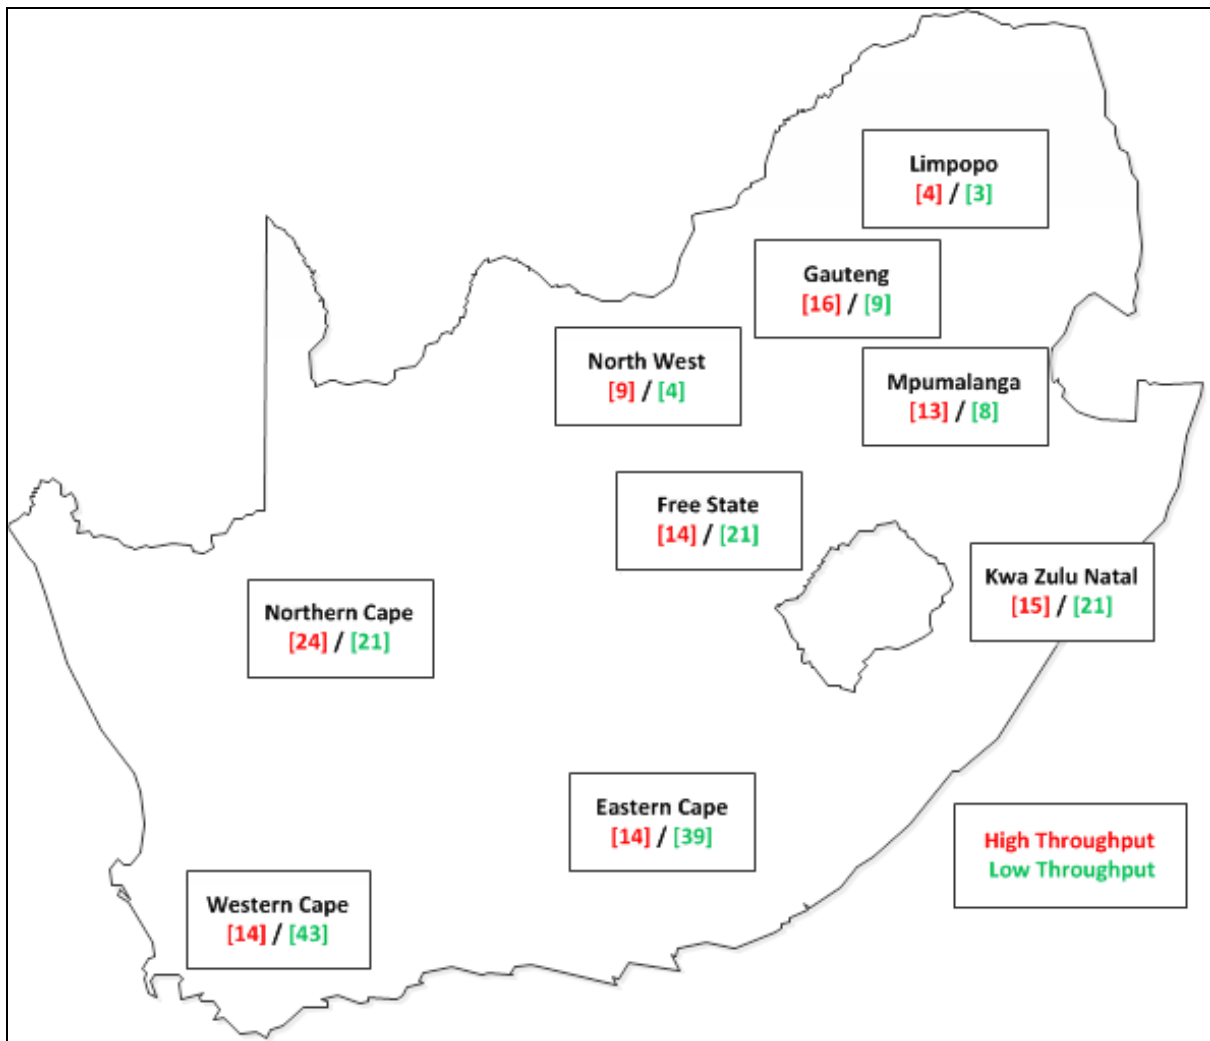 Limpopo
[4] / [3]
Gauteng
[16] / [9]
North West
[9] / [4]
Mpumalanga
[13] / [8]
Free State
[14] / [21]
Kwa Zulu Natal
[15] / [21]
Northern Cape
[24] / [21]
Eastern Cape
[14] / [39]
High Throughput
Low Throughput
Western Cape
[14] / [43]